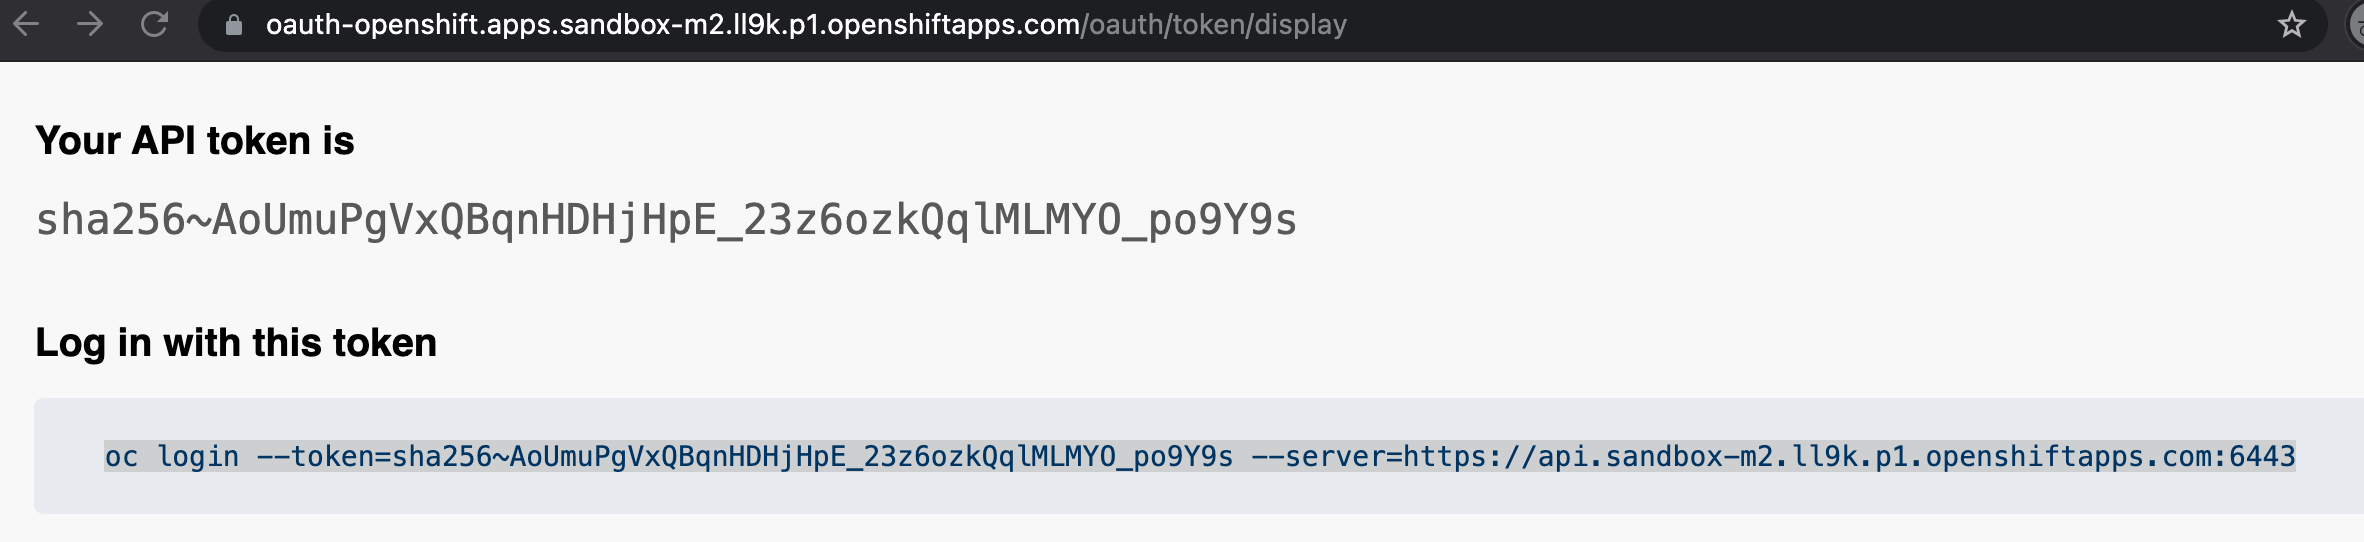 oauth-openshift.apps.sandbox-m2.ll9k.p1.openshiftapps.com/oauth/token/display
Your API token is
sha256~AoUmuPgVxQBqnHDHjHpE_23z6ozkQqlMLMYO_po9Y9s
Log in with this token
oc login --token=sha256~AoUmuPgVxQBqnHDHjHpE_23z6ozkQqlMLMYO_po9Y9s --server=https://api.sandbox-m2.ll9k.p1.openshiftapps.com:6443